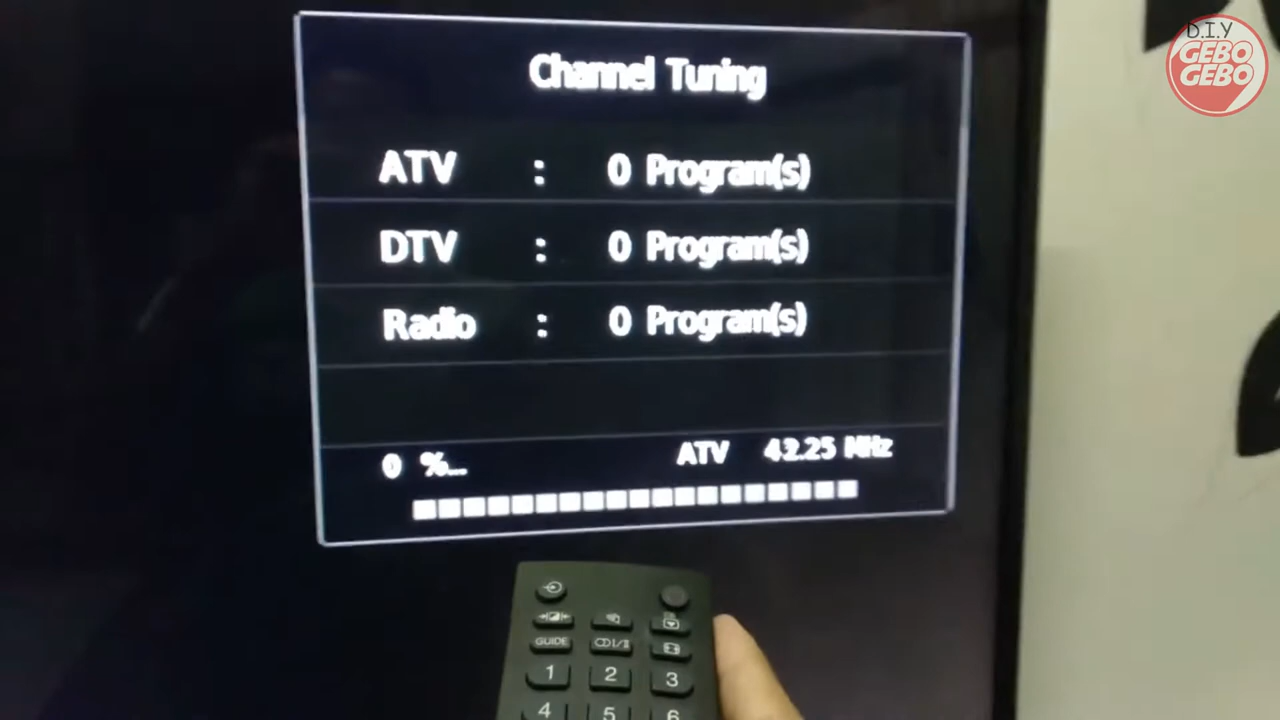 D.I.Y
GEBO
GEBO
Channel Tuning
ATV : 0 Program(s)
DTV : 0 Program(s)
Radio : 0 Program(s)
0 %... ATV 42.25 MHz
GUIDE
1 2 3
4 5 6